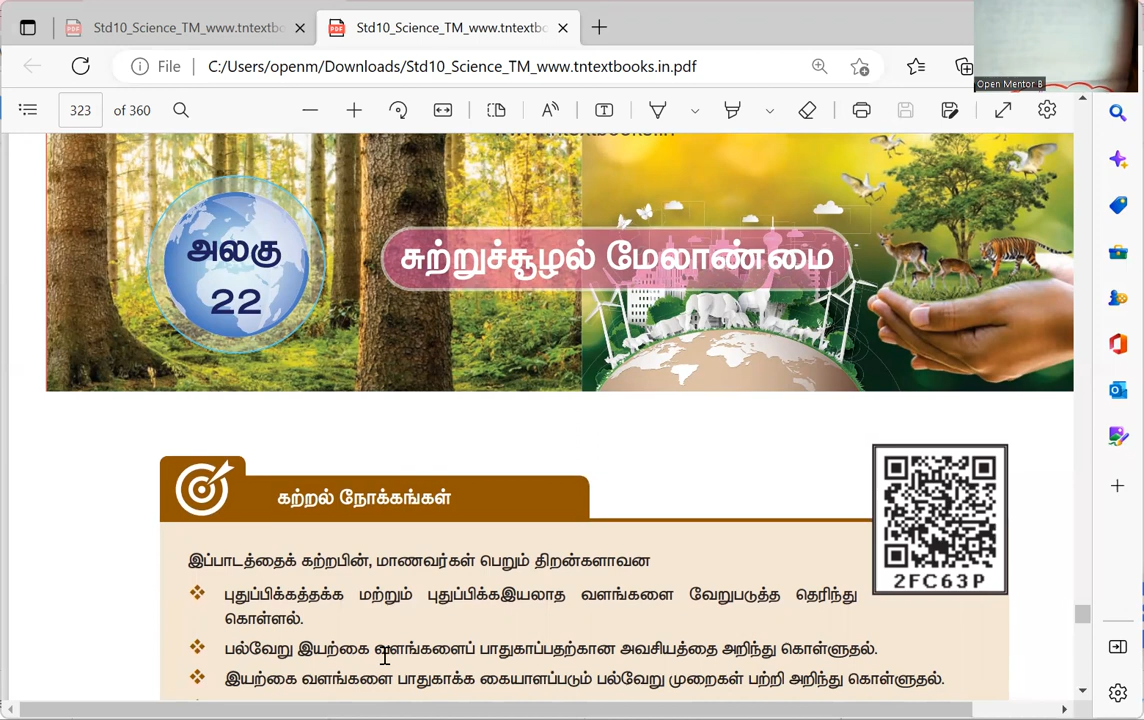 Std10_Science_TM_www.tntextbo
Std10_Science_TM_www.tntextbo
File
C:/Users/openm/Downloads/Std10_Science_TM_www.tntextbooks.in.pdf
Open Mentor B
323
of 360
அலகு
22
சுற்றுச்சூழல் மேலாண்மை
கற்றல் நோக்கங்கள்
2FC63P
இப்பாடத்தைக் கற்றபின், மாணவர்கள் பெறும் திறன்களாவன
புதுப்பிக்கத்தக்க மற்றும் புதுப்பிக்கஇயலாத வளங்களை வேறுபடுத்த தெரிந்து
கொள்ளல்.
பல்வேறு இயற்கை வளங்களைப் பாதுகாப்பதற்கான அவசியத்தை அறிந்து கொள்ளுதல்.
இயற்கை வளங்களை பாதுகாக்க கையாளப்படும் பல்வேறு முறைகள் பற்றி அறிந்து கொள்ளுதல்.